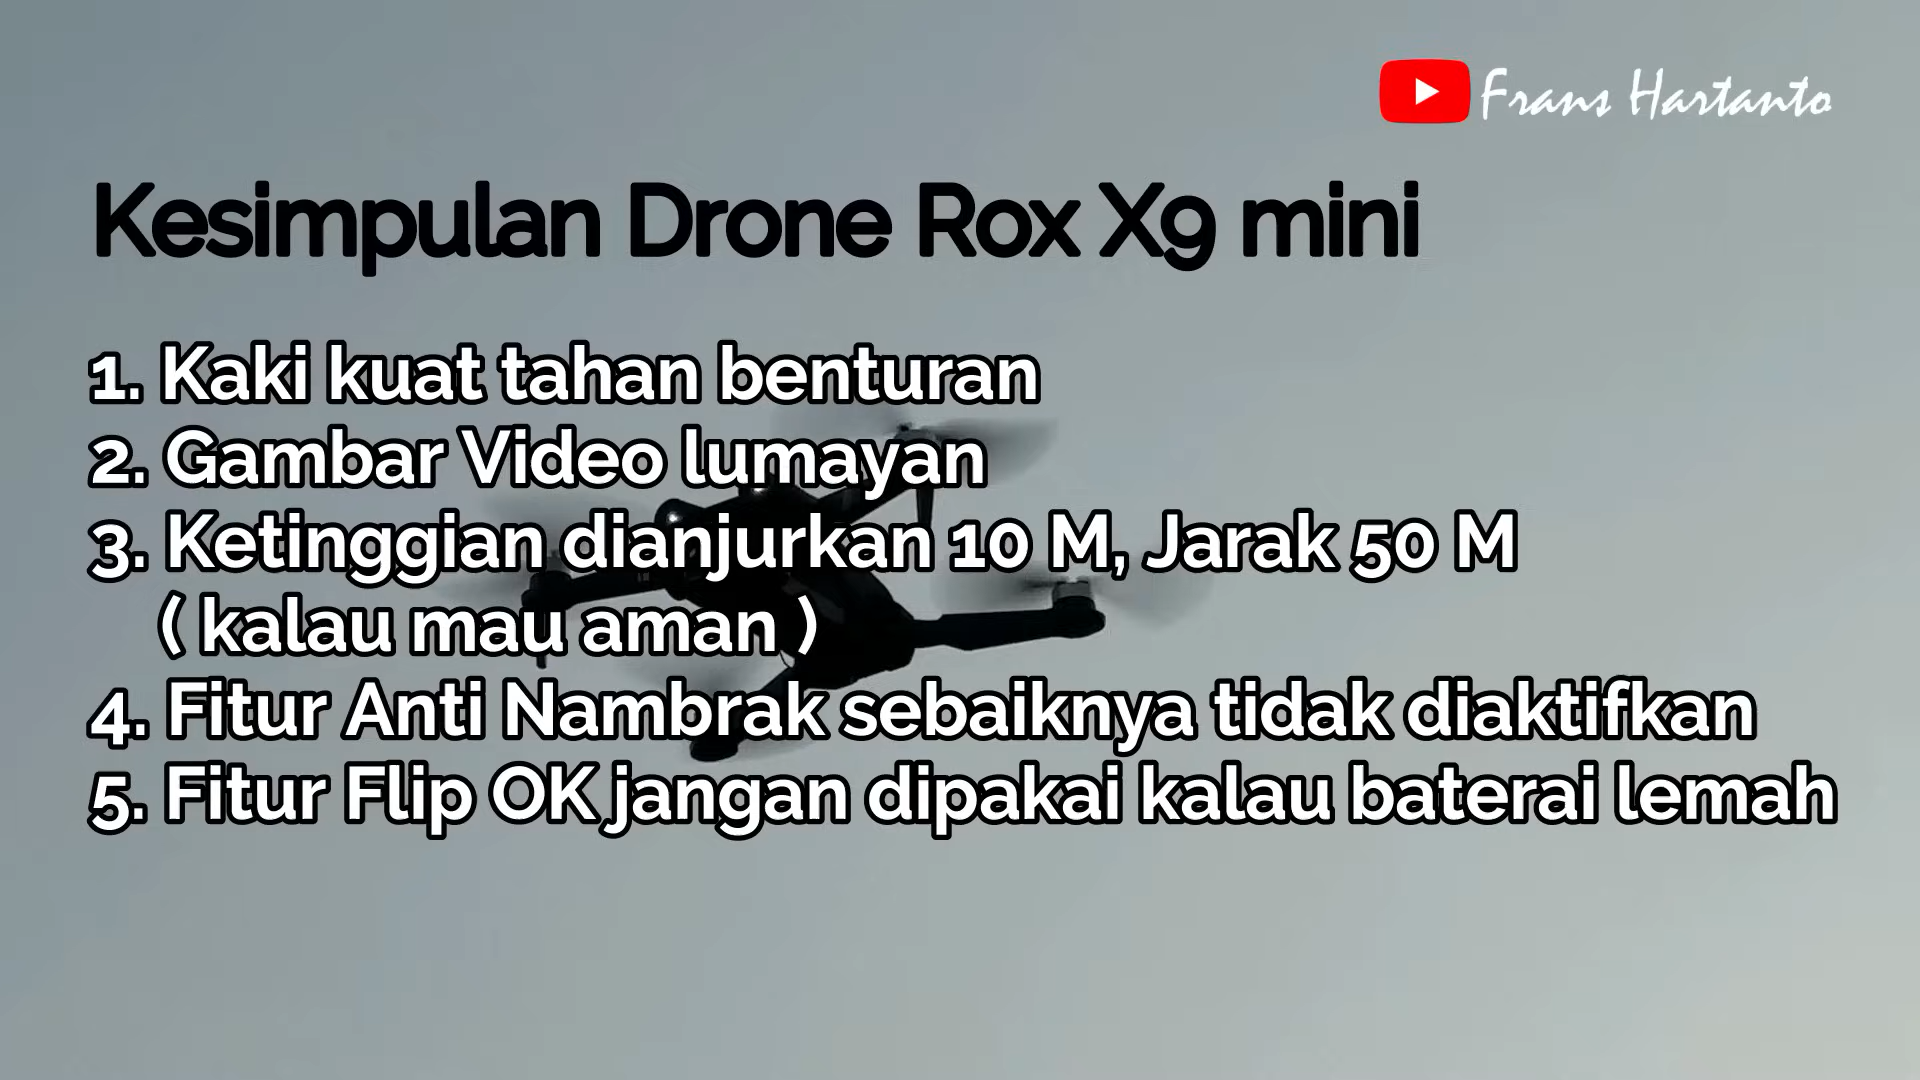 Frans Hartanto
Kesimpulan Drone Rox X9 mini
1. Kaki kuat tahan benturan
2. Gambar Video lumayan
3. Ketinggian dianjurkan 10 M, Jarak 50 M
( kalau mau aman )
4. Fitur Anti Nambrak sebaiknya tidak diaktifkan
5. Fitur Flip OK jangan dipakai kalau baterai lemah